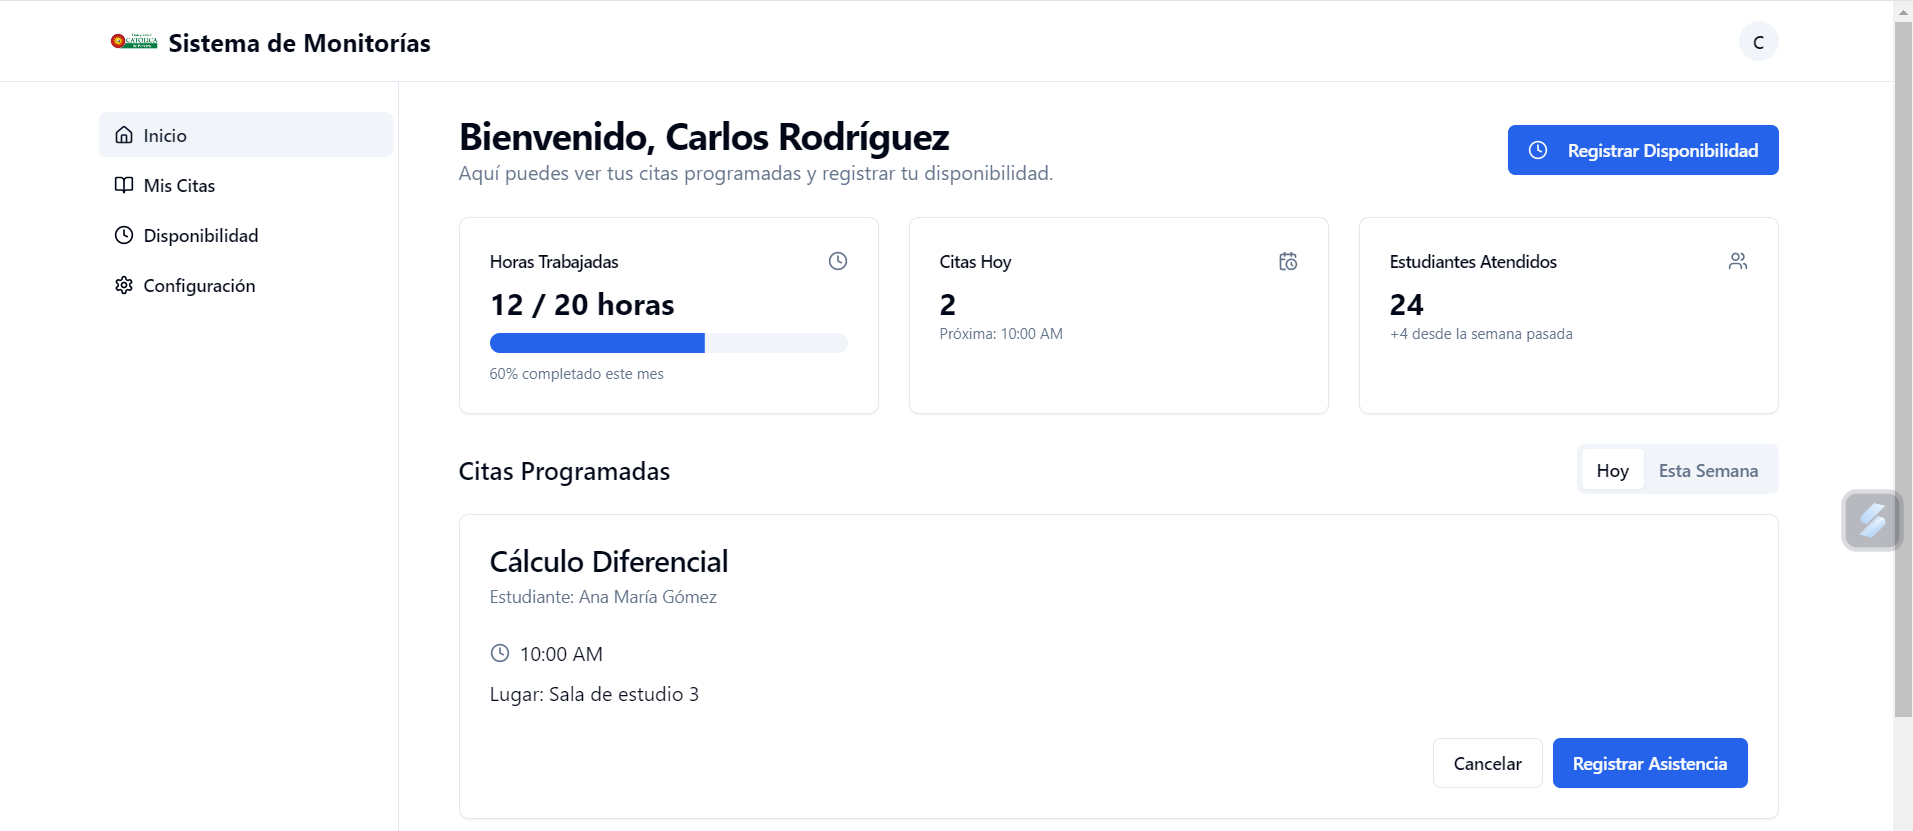 CATÓLICA
Sistema de Monitorías
C
Inicio
Mis Citas
Disponibilidad
Configuración
Bienvenido, Carlos Rodríguez
Aquí puedes ver tus citas programadas y registrar tu disponibilidad.
Registrar Disponibilidad
Horas Trabajadas
12 / 20 horas
60% completado este mes
Citas Hoy
2
Próxima: 10:00 AM
Estudiantes Atendidos
24
+4 desde la semana pasada
Citas Programadas
Hoy
Esta Semana
Cálculo Diferencial
Estudiante: Ana María Gómez
10:00 AM
Lugar: Sala de estudio 3
Cancelar
Registrar Asistencia